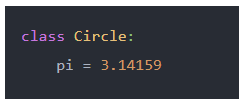 class Circle:
    pi = 3.14159